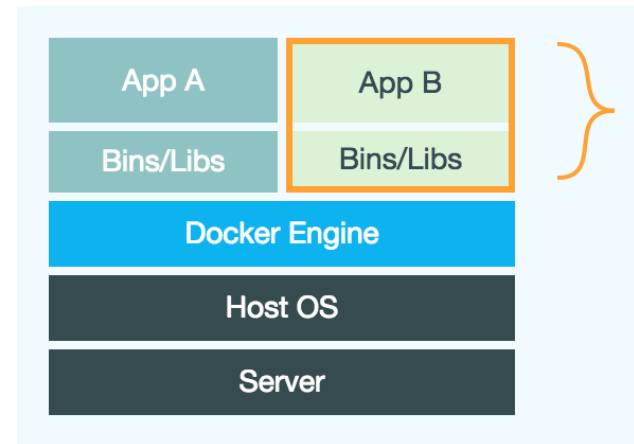 App A
App B
Bins/Libs
Bins/Libs
Docker Engine
Host OS
Server